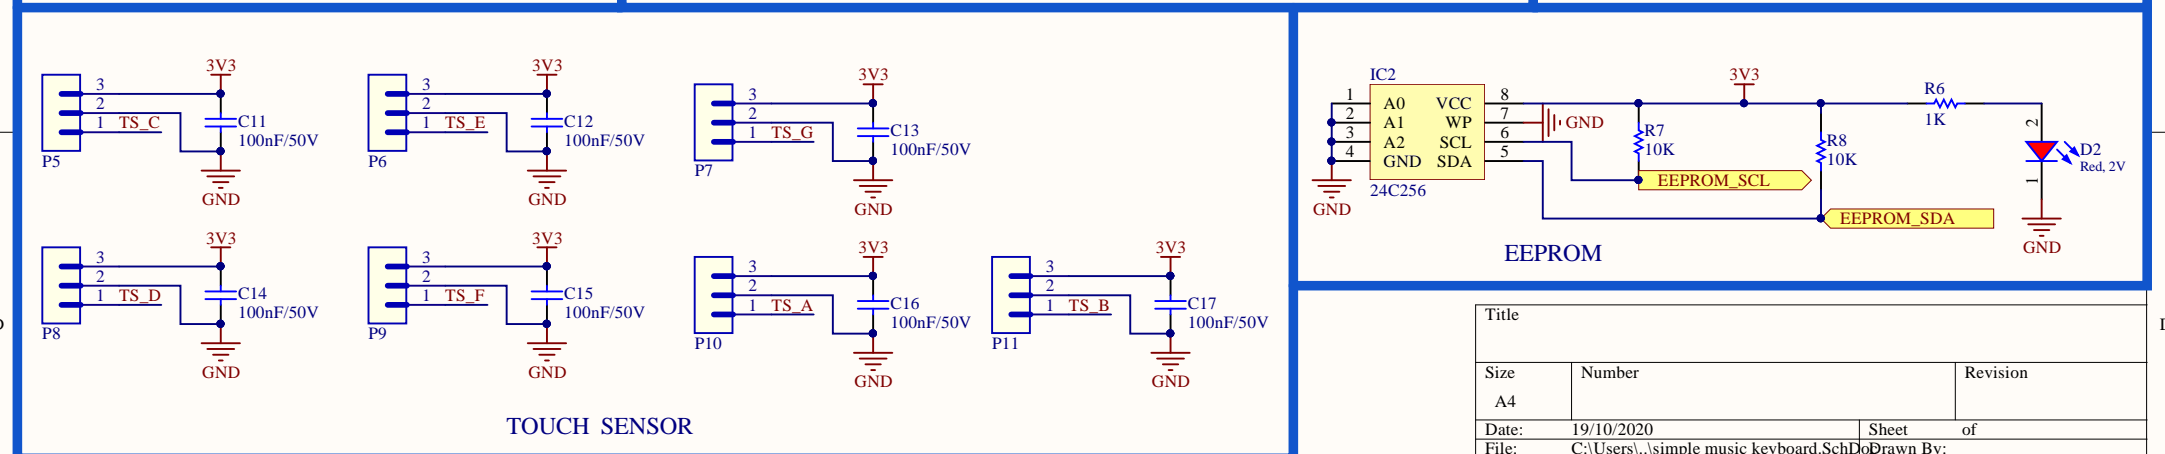 3V3
3
2
1 TS_C
C11
100nF/50V
P5
GND
3V3
3
2
1 TS_E
C12
100nF/50V
P6
GND
3V3
3
2
1 TS_G
C13
100nF/50V
P7
GND
3V3
3
2
1 TS_D
C14
100nF/50V
P8
GND
3V3
3
2
1 TS_F
C15
100nF/50V
P9
GND
3V3
3
2
1 TS_A
C16
100nF/50V
P10
GND
3V3
3
2
1 TS_B
C17
100nF/50V
P11
GND
TOUCH SENSOR
IC2
1 A0 VCC 8
2 A1 WP 7
3 A2 SCL 6
4 GND SDA 5
24C256
GND
GND
3V3
R7
10K
R8
10K
R6
1K
2
D2
Red, 2V
1
GND
EEPROM_SCL
EEPROM_SDA
EEPROM
Title
Size Number Revision
A4
Date: 19/10/2020 Sheet of
File: C:\Users\..\simple music keyboard.SchDoc Drawn By: